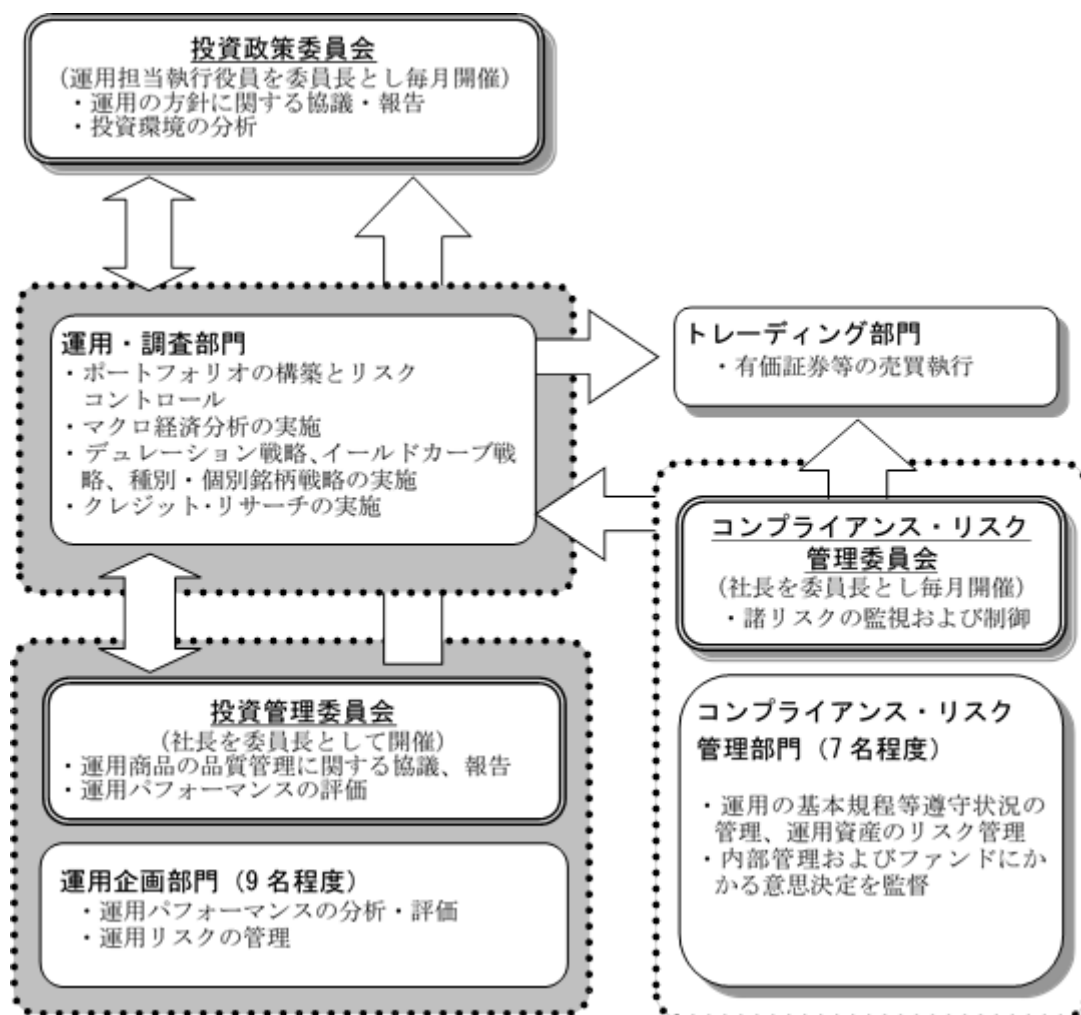 投資政策委員会
(運用担当執行役員を委員長とし毎月開催)
・運用の方針に関する協議・報告
・投資環境の分析
運用・調査部門
・ポートフォリオの構築とリスク
コントロール
・マクロ経済分析の実施
・デュレーション戦略、イールドカーブ戦
略、種別・個別銘柄戦略の実施
・クレジット・リサーチの実施
トレーディング部門
・有価証券等の売買執行
コンプライアンス・リスク
管理委員会
(社長を委員長とし毎月開催)
・諸リスクの監視および制御
投資管理委員会
(社長を委員長として開催)
・運用商品の品質管理に関する協議、報告
・運用パフォーマンスの評価
運用企画部門（9名程度）
・運用パフォーマンスの分析・評価
・運用リスクの管理
コンプライアンス・リスク
管理部門（7名程度）
・運用の基本規程等遵守状況の
管理、運用資産のリスク管理
・内部管理およびファンドにか
かる意思決定を監督